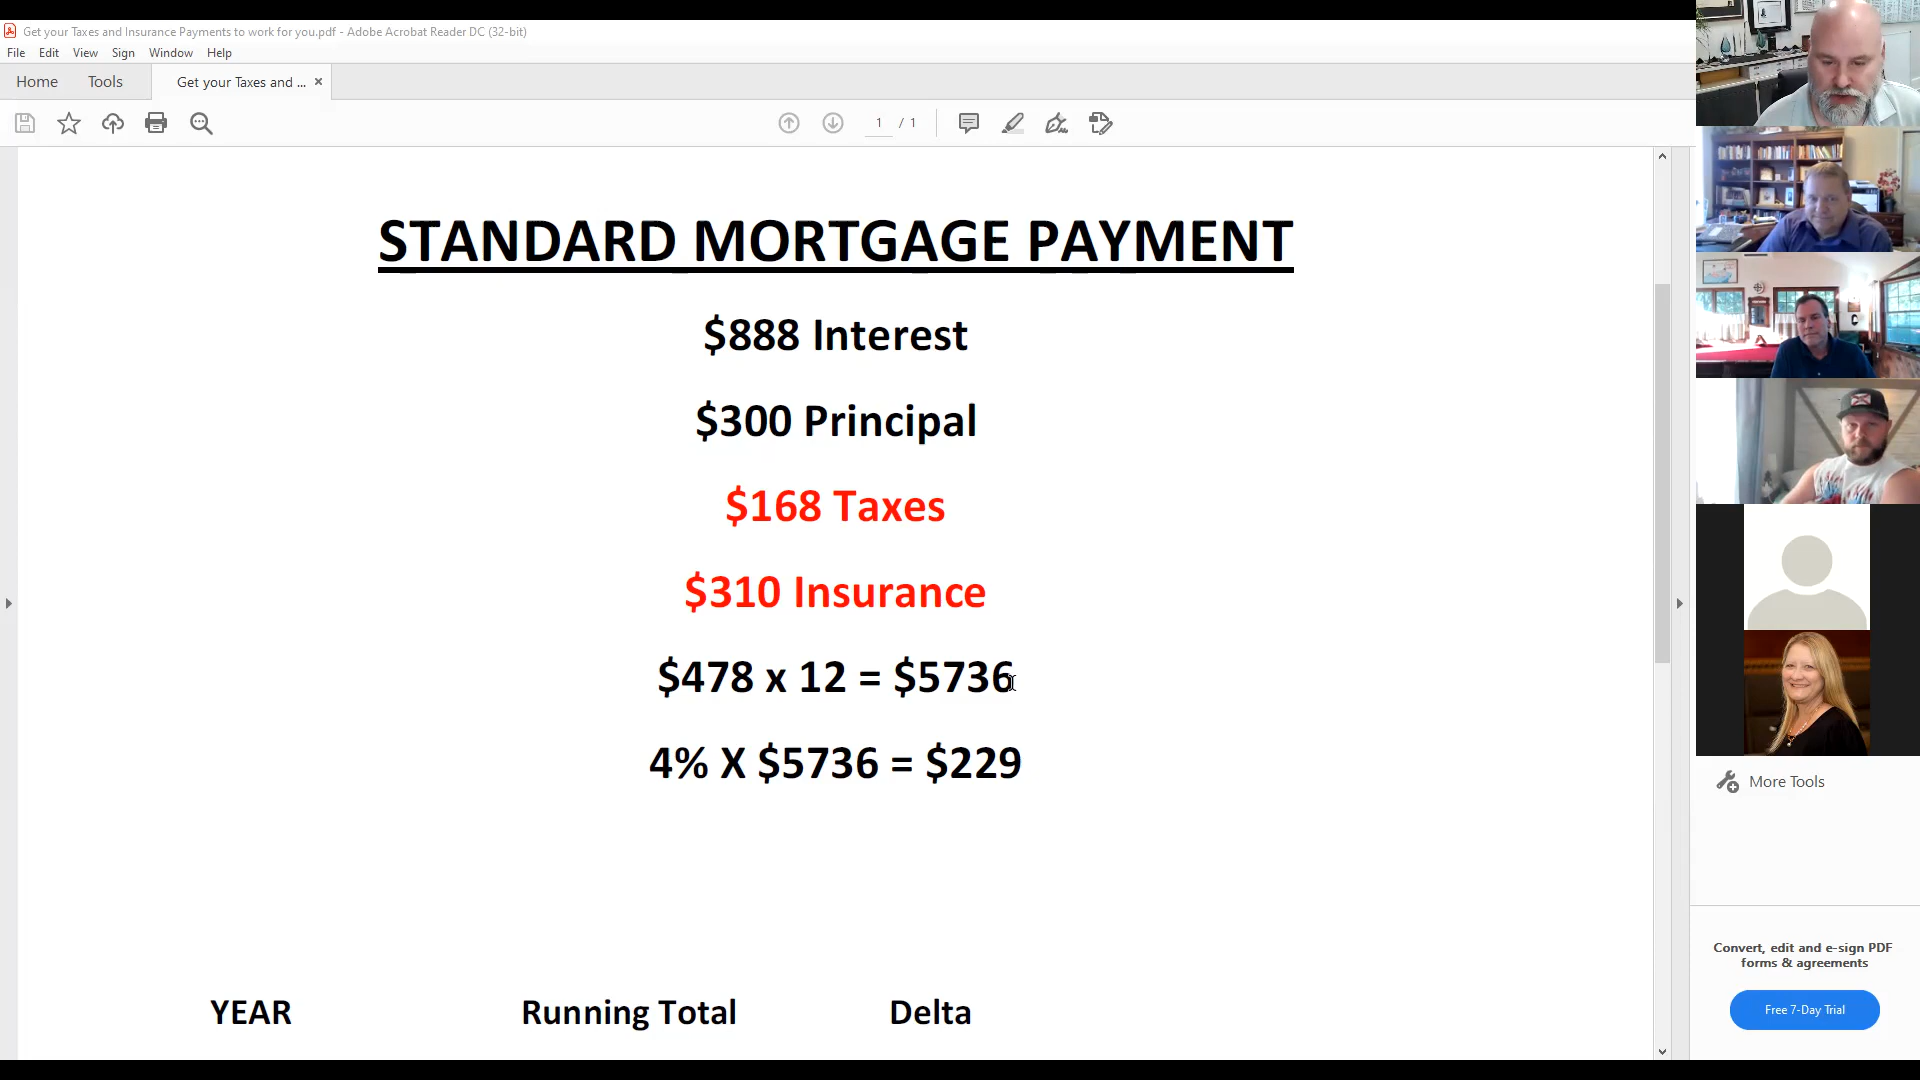 Get your Taxes and Insurance Payments to work for you.pdf - Adobe Acrobat Reader DC (32-bit)
File Edit View Sign Window Help
Home Tools Get your Taxes and ... ×
1 / 1
STANDARD MORTGAGE PAYMENT
$888 Interest
$300 Principal
$168 Taxes
$310 Insurance
$478 x 12 = $5736
4% X $5736 = $229
YEAR Running Total Delta
More Tools
Convert, edit and e-sign PDF
forms & agreements
Free 7-Day Trial